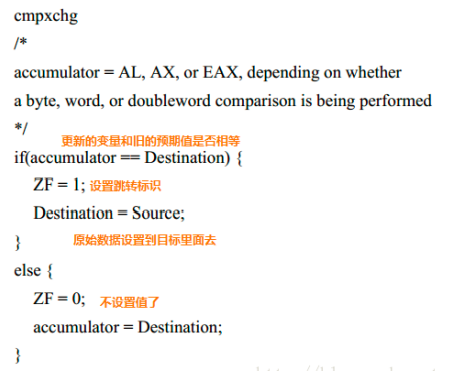 cmpxchg
/*
accumulator = AL, AX, or EAX, depending on whether
a byte, word, or doubleword comparison is being performed
*/
更新的变量和旧的预期值是否相等
if(accumulator == Destination) {
ZF = 1; 设置跳转标识
Destination = Source;
} 原始数据设置到目标里面去
else {
ZF = 0; 不设置值了
accumulator = Destination;
}